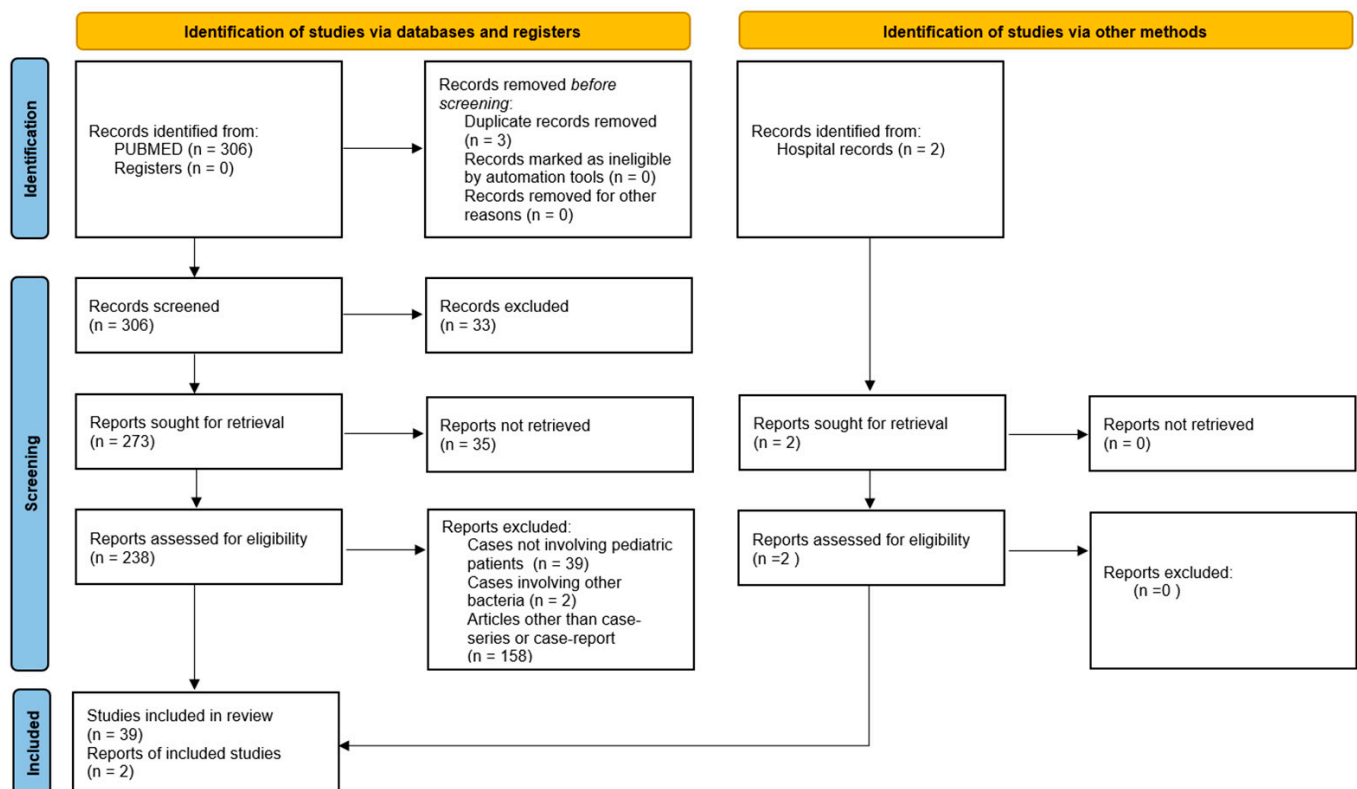 Identification of studies via databases and registers
Identification of studies via other methods
Identification
Records identified from:
PUBMED (n = 306)
Registers (n = 0)
Records removed before
screening:
Duplicate records removed
(n = 3)
Records marked as ineligible
by automation tools (n = 0)
Records removed for other
reasons (n = 0)
Records identified from:
Hospital records (n = 2)
Screening
Records screened
(n = 306)
Records excluded
(n = 33)
Reports sought for retrieval
(n = 273)
Reports not retrieved
(n = 35)
Reports sought for retrieval
(n = 2)
Reports not retrieved
(n = 0)
Reports assessed for eligibility
(n = 238)
Reports excluded:
Cases not involving pediatric
patients (n = 39)
Cases involving other
bacteria (n = 2)
Articles other than case-
series or case-report
(n = 158)
Reports assessed for eligibility
(n =2 )
Reports excluded:
(n =0 )
Included
Studies included in review
(n = 39)
Reports of included studies
(n = 2)